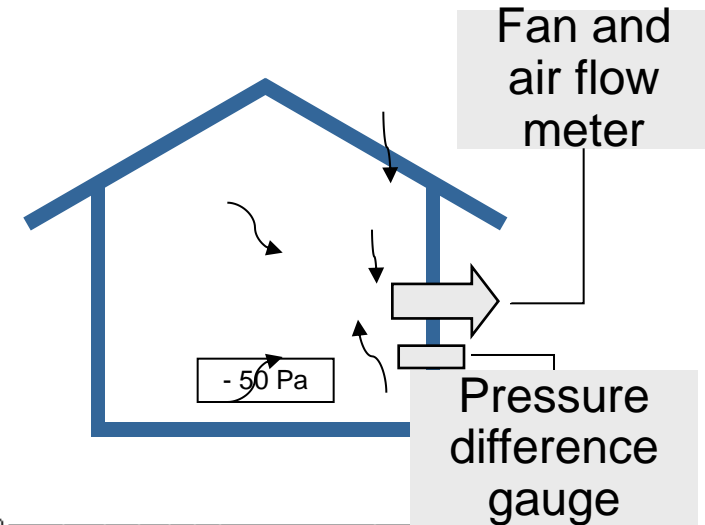 Fan and
air flow
meter
- 50 Pa
Pressure
difference
gauge